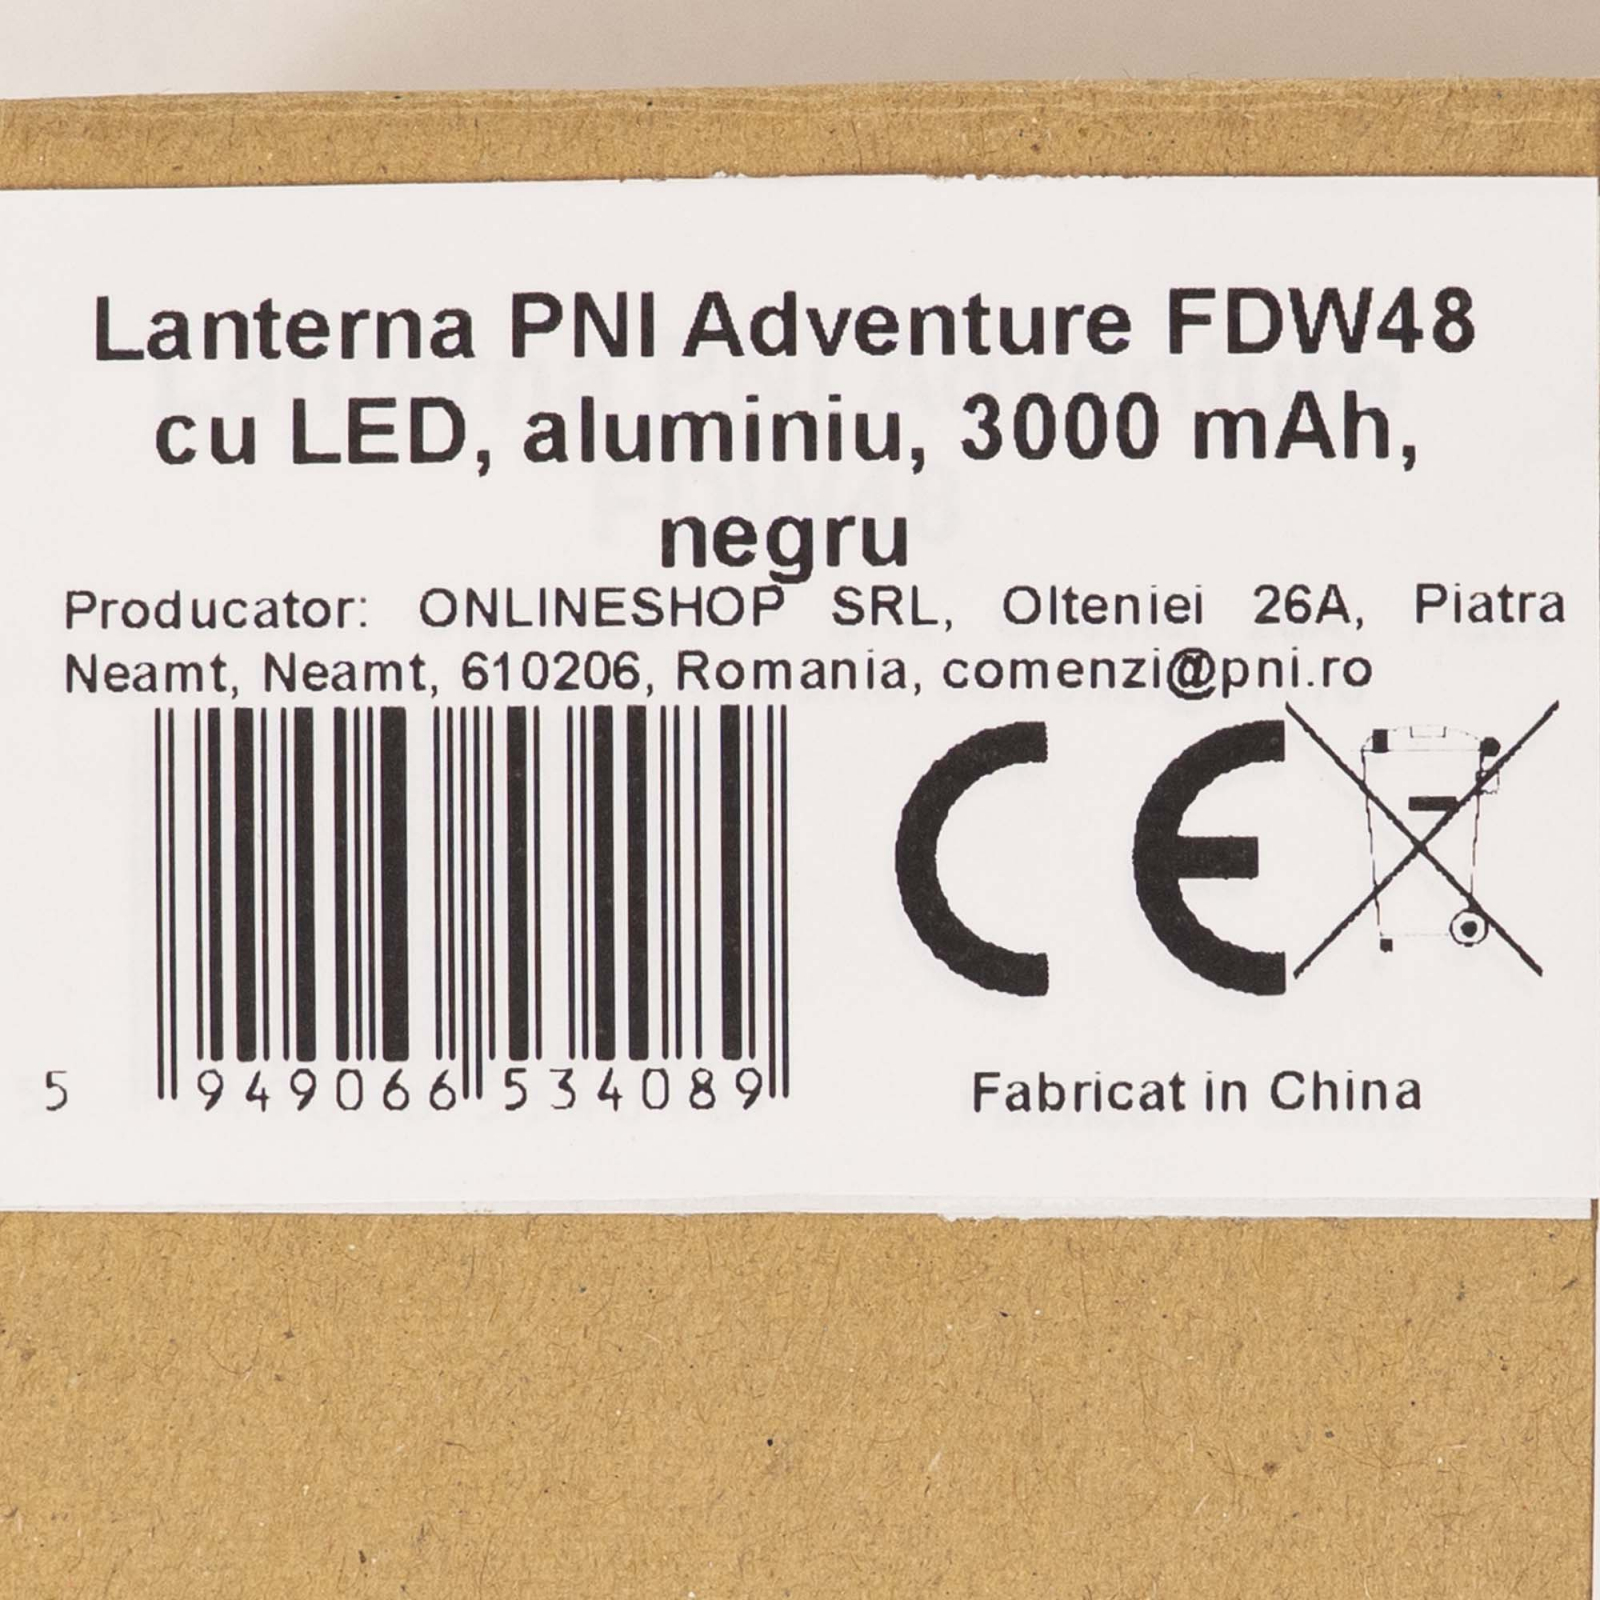 Lanterna PNI Adventure FDW48
cu LED, aluminiu, 3000 mAh,
negru
Producator: ONLINESHOP SRL, Olteniei 26A, Piatra
Neamt, Neamt, 610206, Romania, comenzi@pni.ro
CE
5 949066 534089
Fabricat in China